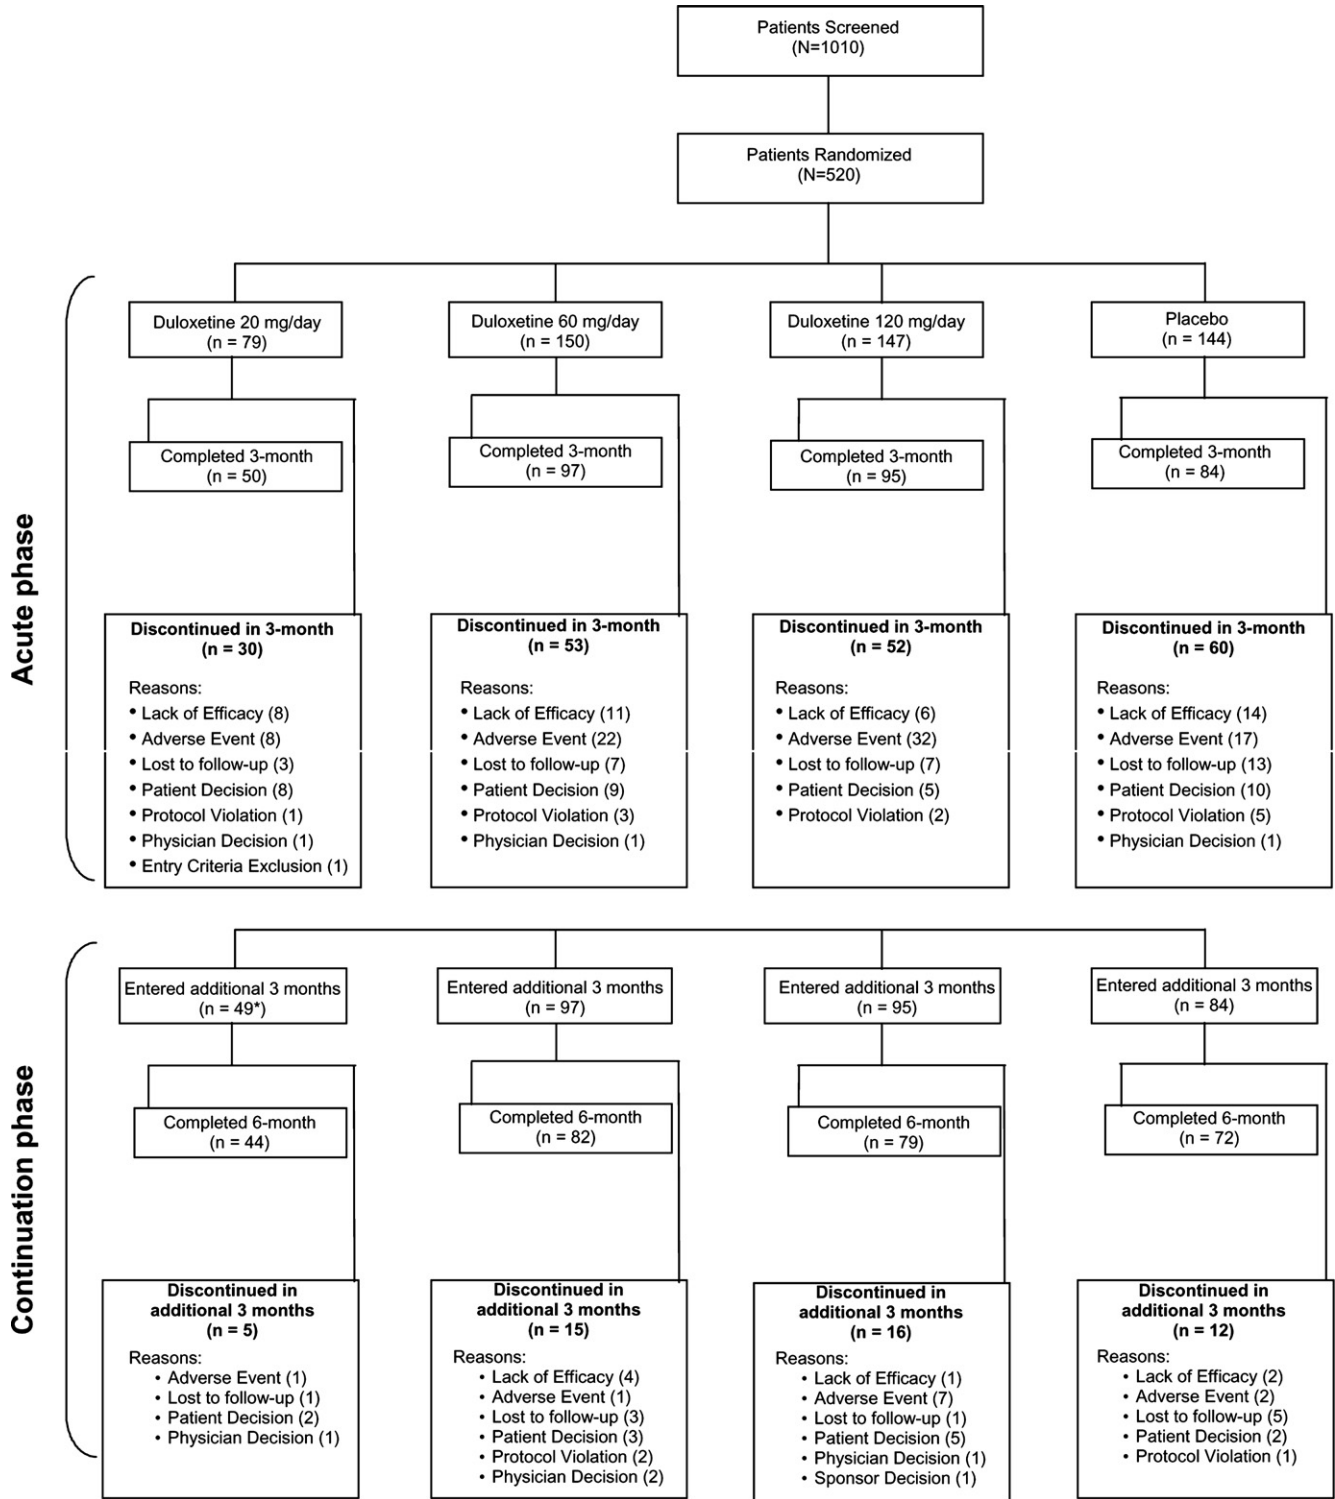 Patients Screened
(N=1010)
Patients Randomized
(N=520)
Acute phase
Duloxetine 20 mg/day
(n = 79)
Duloxetine 60 mg/day
(n = 150)
Duloxetine 120 mg/day
(n = 147)
Placebo
(n = 144)
Completed 3-month
(n = 50)
Completed 3-month
(n = 97)
Completed 3-month
(n = 95)
Completed 3-month
(n = 84)
Discontinued in 3-month
(n = 30)
Reasons:
• Lack of Efficacy (8)
• Adverse Event (8)
• Lost to follow-up (3)
• Patient Decision (8)
• Protocol Violation (1)
• Physician Decision (1)
• Entry Criteria Exclusion (1)
Discontinued in 3-month
(n = 53)
Reasons:
• Lack of Efficacy (11)
• Adverse Event (22)
• Lost to follow-up (7)
• Patient Decision (9)
• Protocol Violation (3)
• Physician Decision (1)
Discontinued in 3-month
(n = 52)
Reasons:
• Lack of Efficacy (6)
• Adverse Event (32)
• Lost to follow-up (7)
• Patient Decision (5)
• Protocol Violation (2)
Discontinued in 3-month
(n = 60)
Reasons:
• Lack of Efficacy (14)
• Adverse Event (17)
• Lost to follow-up (13)
• Patient Decision (10)
• Protocol Violation (5)
• Physician Decision (1)
Continuation phase
Entered additional 3 months
(n = 49*)
Entered additional 3 months
(n = 97)
Entered additional 3 months
(n = 95)
Entered additional 3 months
(n = 84)
Completed 6-month
(n = 44)
Completed 6-month
(n = 82)
Completed 6-month
(n = 79)
Completed 6-month
(n = 72)
Discontinued in
additional 3 months
(n = 5)
Reasons:
• Adverse Event (1)
• Lost to follow-up (1)
• Patient Decision (2)
• Physician Decision (1)
Discontinued in
additional 3 months
(n = 15)
Reasons:
• Lack of Efficacy (4)
• Adverse Event (1)
• Lost to follow-up (3)
• Patient Decision (3)
• Protocol Violation (2)
• Physician Decision (2)
Discontinued in
additional 3 months
(n = 16)
Reasons:
• Lack of Efficacy (1)
• Adverse Event (7)
• Lost to follow-up (1)
• Patient Decision (5)
• Physician Decision (1)
• Sponsor Decision (1)
Discontinued in
additional 3 months
(n = 12)
Reasons:
• Lack of Efficacy (2)
• Adverse Event (2)
• Lost to follow-up (5)
• Patient Decision (2)
• Protocol Violation (1)